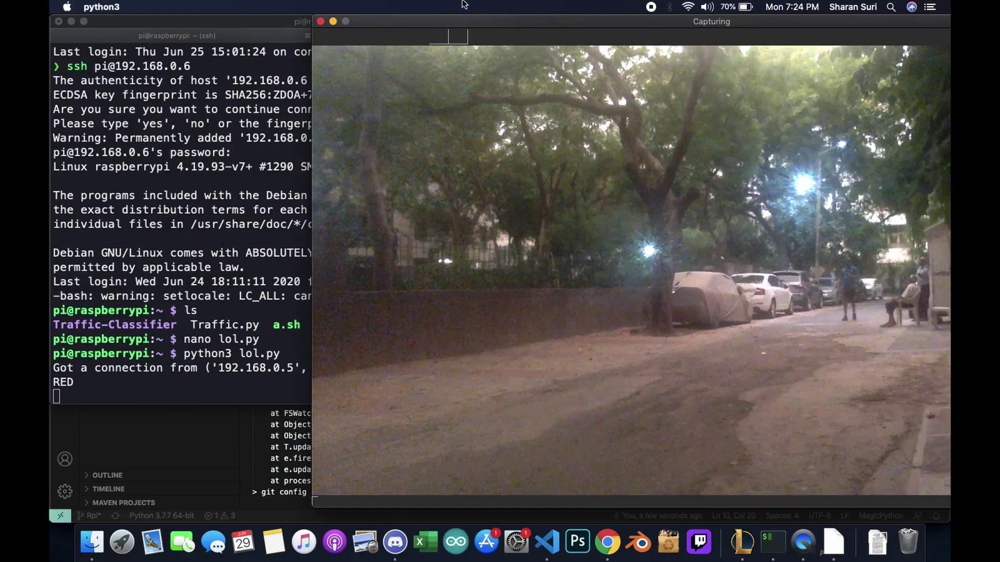 python3
70%
Mon 7:24 PM
Sharan Suri
pi@r
Capturing
pi@raspberrypi: ~ (ssh)
⌘
Last login: Thu Jun 25 15:01:24 on con
❯ ssh pi@192.168.0.6
The authenticity of host '192.168.0.6
ECDSA key fingerprint is SHA256:ZDOA+7
Are you sure you want to continue conn
Please type 'yes', 'no' or the fingerp
Warning: Permanently added '192.168.0.
pi@192.168.0.6's password:
Linux raspberrypi 4.19.93-v7+ #1290 SM
The programs included with the Debian
the exact distribution terms for each
individual files in /usr/share/doc/*/c
Debian GNU/Linux comes with ABSOLUTELY
permitted by applicable law.
Last login: Wed Jun 24 18:11:11 2020 f
-bash: warning: setlocale: LC_ALL: can
pi@raspberrypi:~ $ ls
Traffic-Classifier Traffic.py a.sh
pi@raspberrypi:~ $ nano lol.py
pi@raspberrypi:~ $ python3 lol.py
Got a connection from ('192.168.0.5',
RED
at FSWatc
at Object
at Object
at T.upda
at e.fire
at e.upda
at proces
> git config
OUTLINE
TIMELINE
MAVEN PROJECTS
Rpi*
Python 3.7.7 64-bit
1
3
You, a few seconds ago
Ln 10, Col 20
Spaces: 4
UTF-8
LF
MagicPython
JUN
29
X
1
1
Ps
$
DOCX